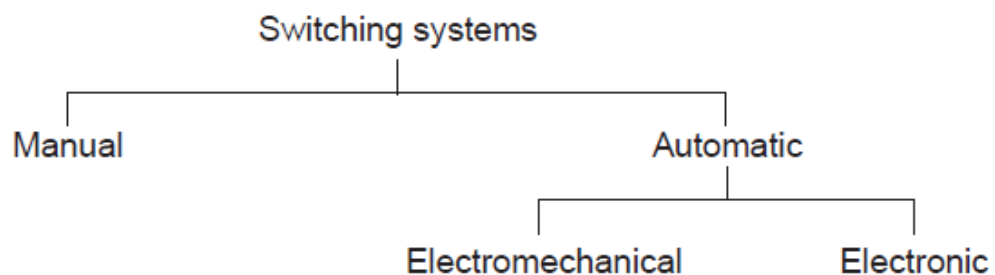 Switching systems
Manual Automatic
Electromechanical Electronic